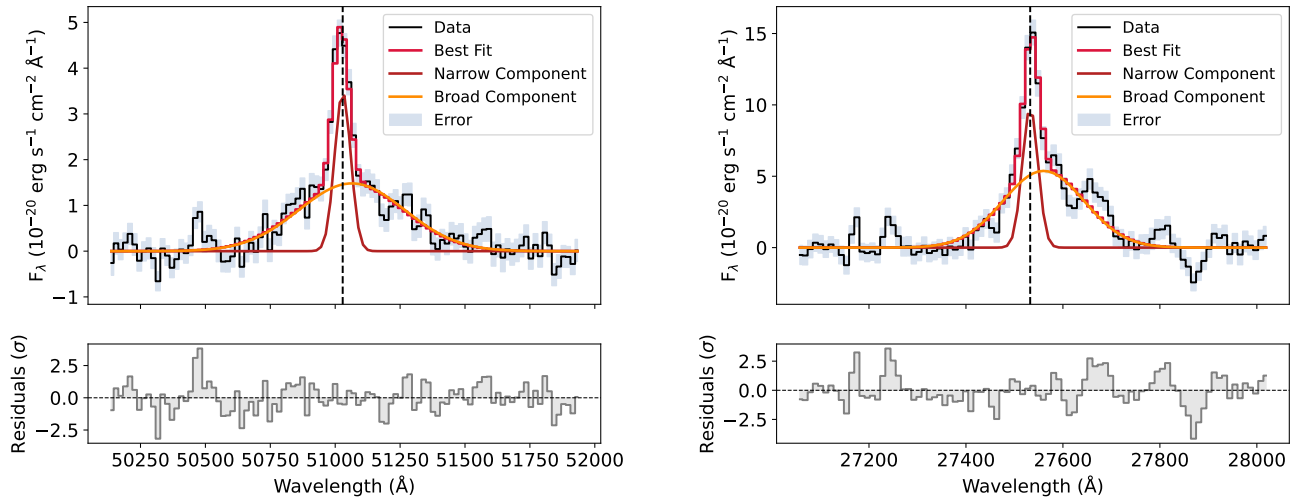 5
4
3
2
1
0
−1
F_λ (10⁻²⁰ erg s⁻¹ cm⁻² Å⁻¹)
Data
Best Fit
Narrow Component
Broad Component
Error
2.5
0.0
−2.5
Residuals (σ)
50250 50500 50750 51000 51250 51500 51750 52000
Wavelength (Å)
15
10
5
0
F_λ (10⁻²⁰ erg s⁻¹ cm⁻² Å⁻¹)
Data
Best Fit
Narrow Component
Broad Component
Error
2.5
0.0
−2.5
Residuals (σ)
27200 27400 27600 27800 28000
Wavelength (Å)